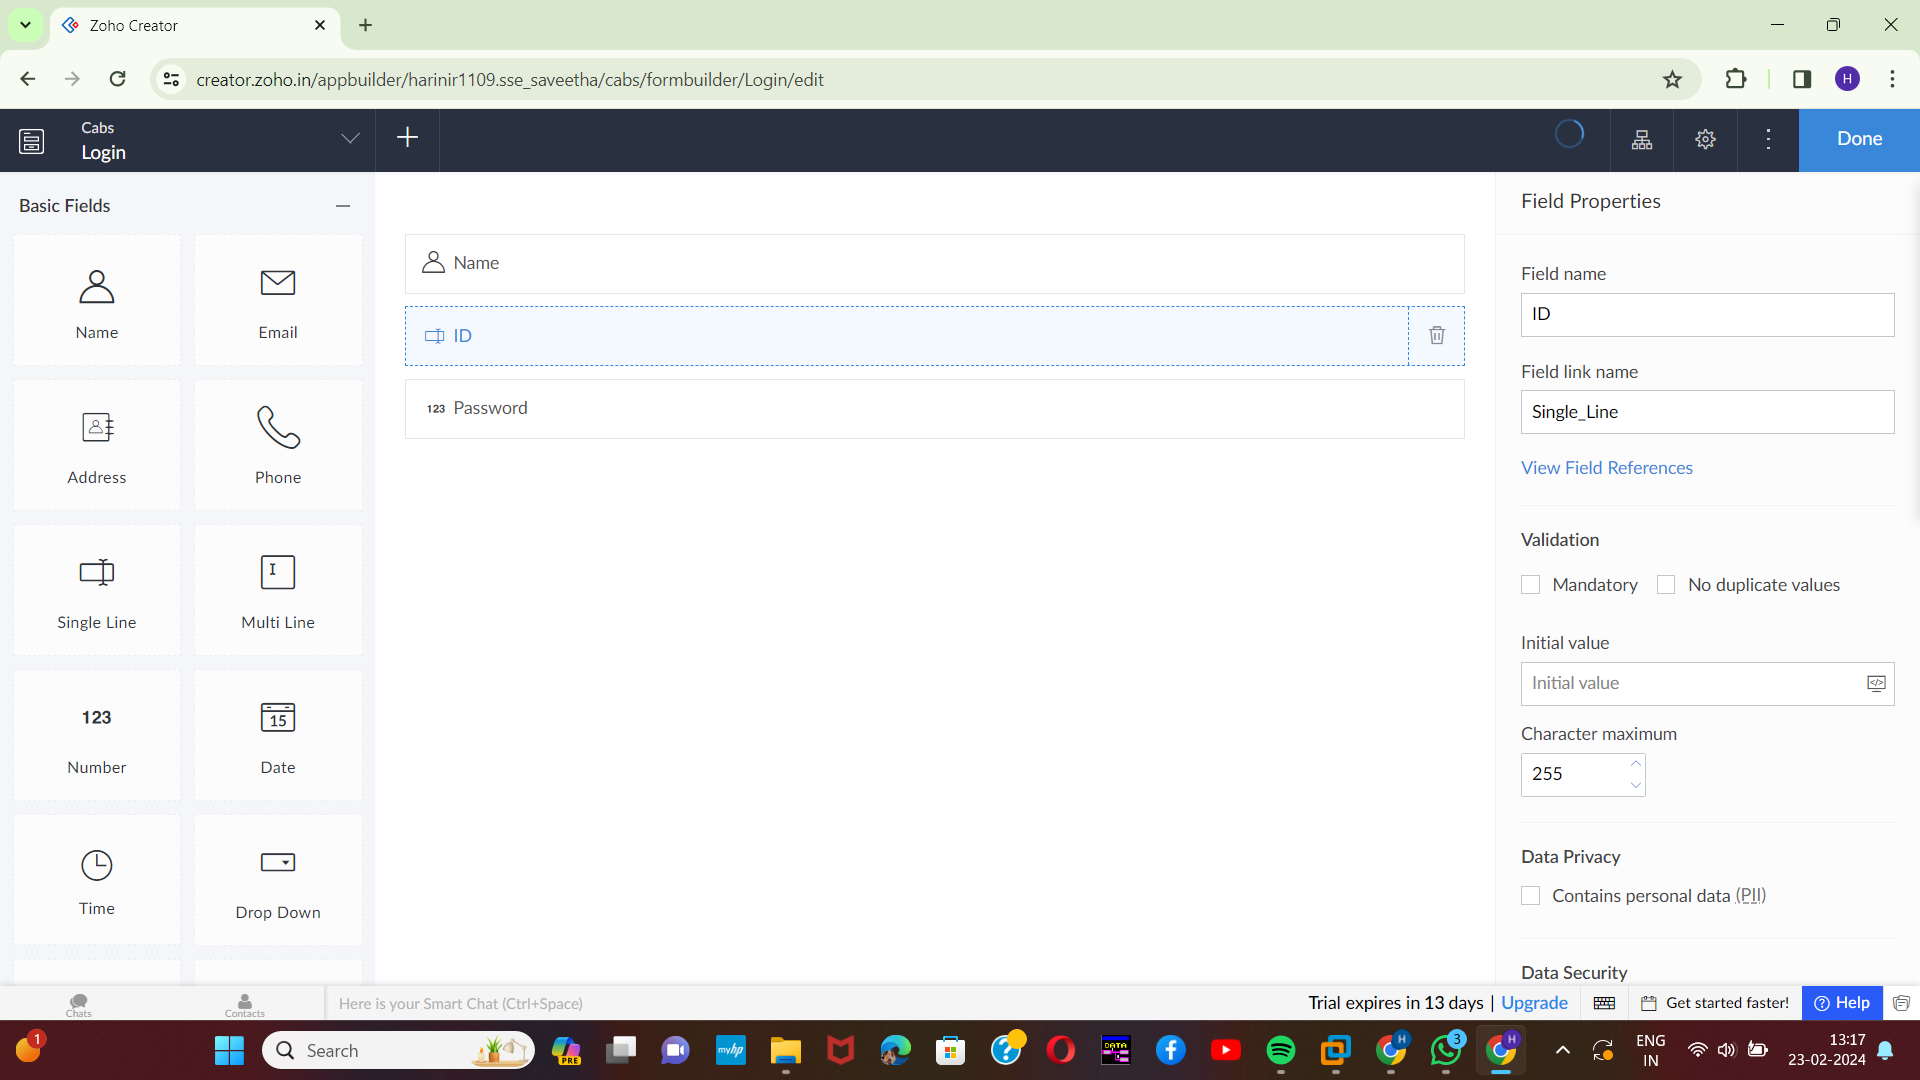 Zoho Creator
creator.zoho.in/appbuilder/harinir1109.sse_saveetha/cabs/formbuilder/Login/edit
H
Cabs
Login
Done
Basic Fields
Name
Email
Address
Phone
Single Line
Multi Line
123
Number
15
Date
Time
Drop Down
Name
ID
123 Password
Field Properties
Field name
ID
Field link name
Single_Line
View Field References
Validation
Mandatory
No duplicate values
Initial value
Initial value
Character maximum
255
Data Privacy
Contains personal data (PII)
Data Security
Chats
Contacts
Here is your Smart Chat (Ctrl+Space)
Trial expires in 13 days | Upgrade
Get started faster!
Help
1
Search
PRE
myhp
DATA
H
3
H
ENG
IN
13:17
23-02-2024